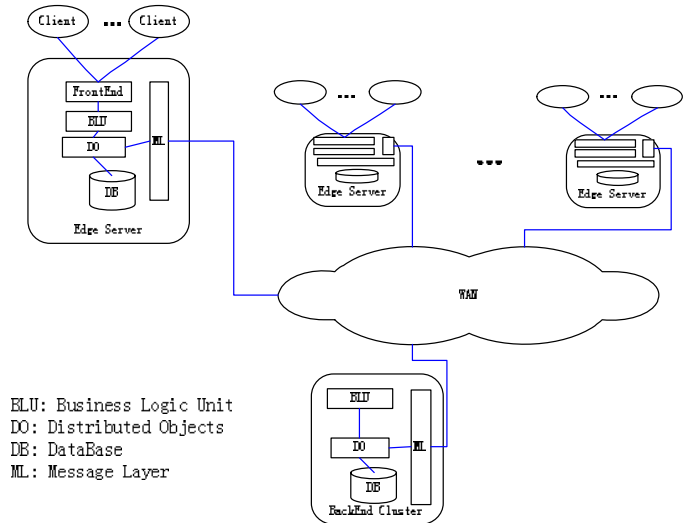 Client ... Client
FrontEnd
BLU
DO
ML
DB
Edge Server
...
Edge Server
...
...
Edge Server
WAN
BLU
DO
ML
DB
BackEnd Cluster
BLU: Business Logic Unit
DO: Distributed Objects
DB: DataBase
ML: Message Layer